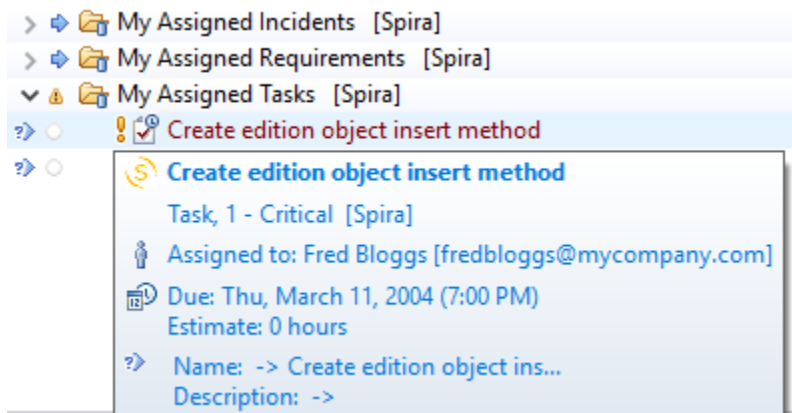 My Assigned Incidents [Spira]
My Assigned Requirements [Spira]
My Assigned Tasks [Spira]
Create edition object insert method
Create edition object insert method
Task, 1 - Critical [Spira]
Assigned to: Fred Bloggs [fredbloggs@mycompany.com]
Due: Thu, March 11, 2004 (7:00 PM)
Estimate: 0 hours
Name: -> Create edition object ins...
Description: ->